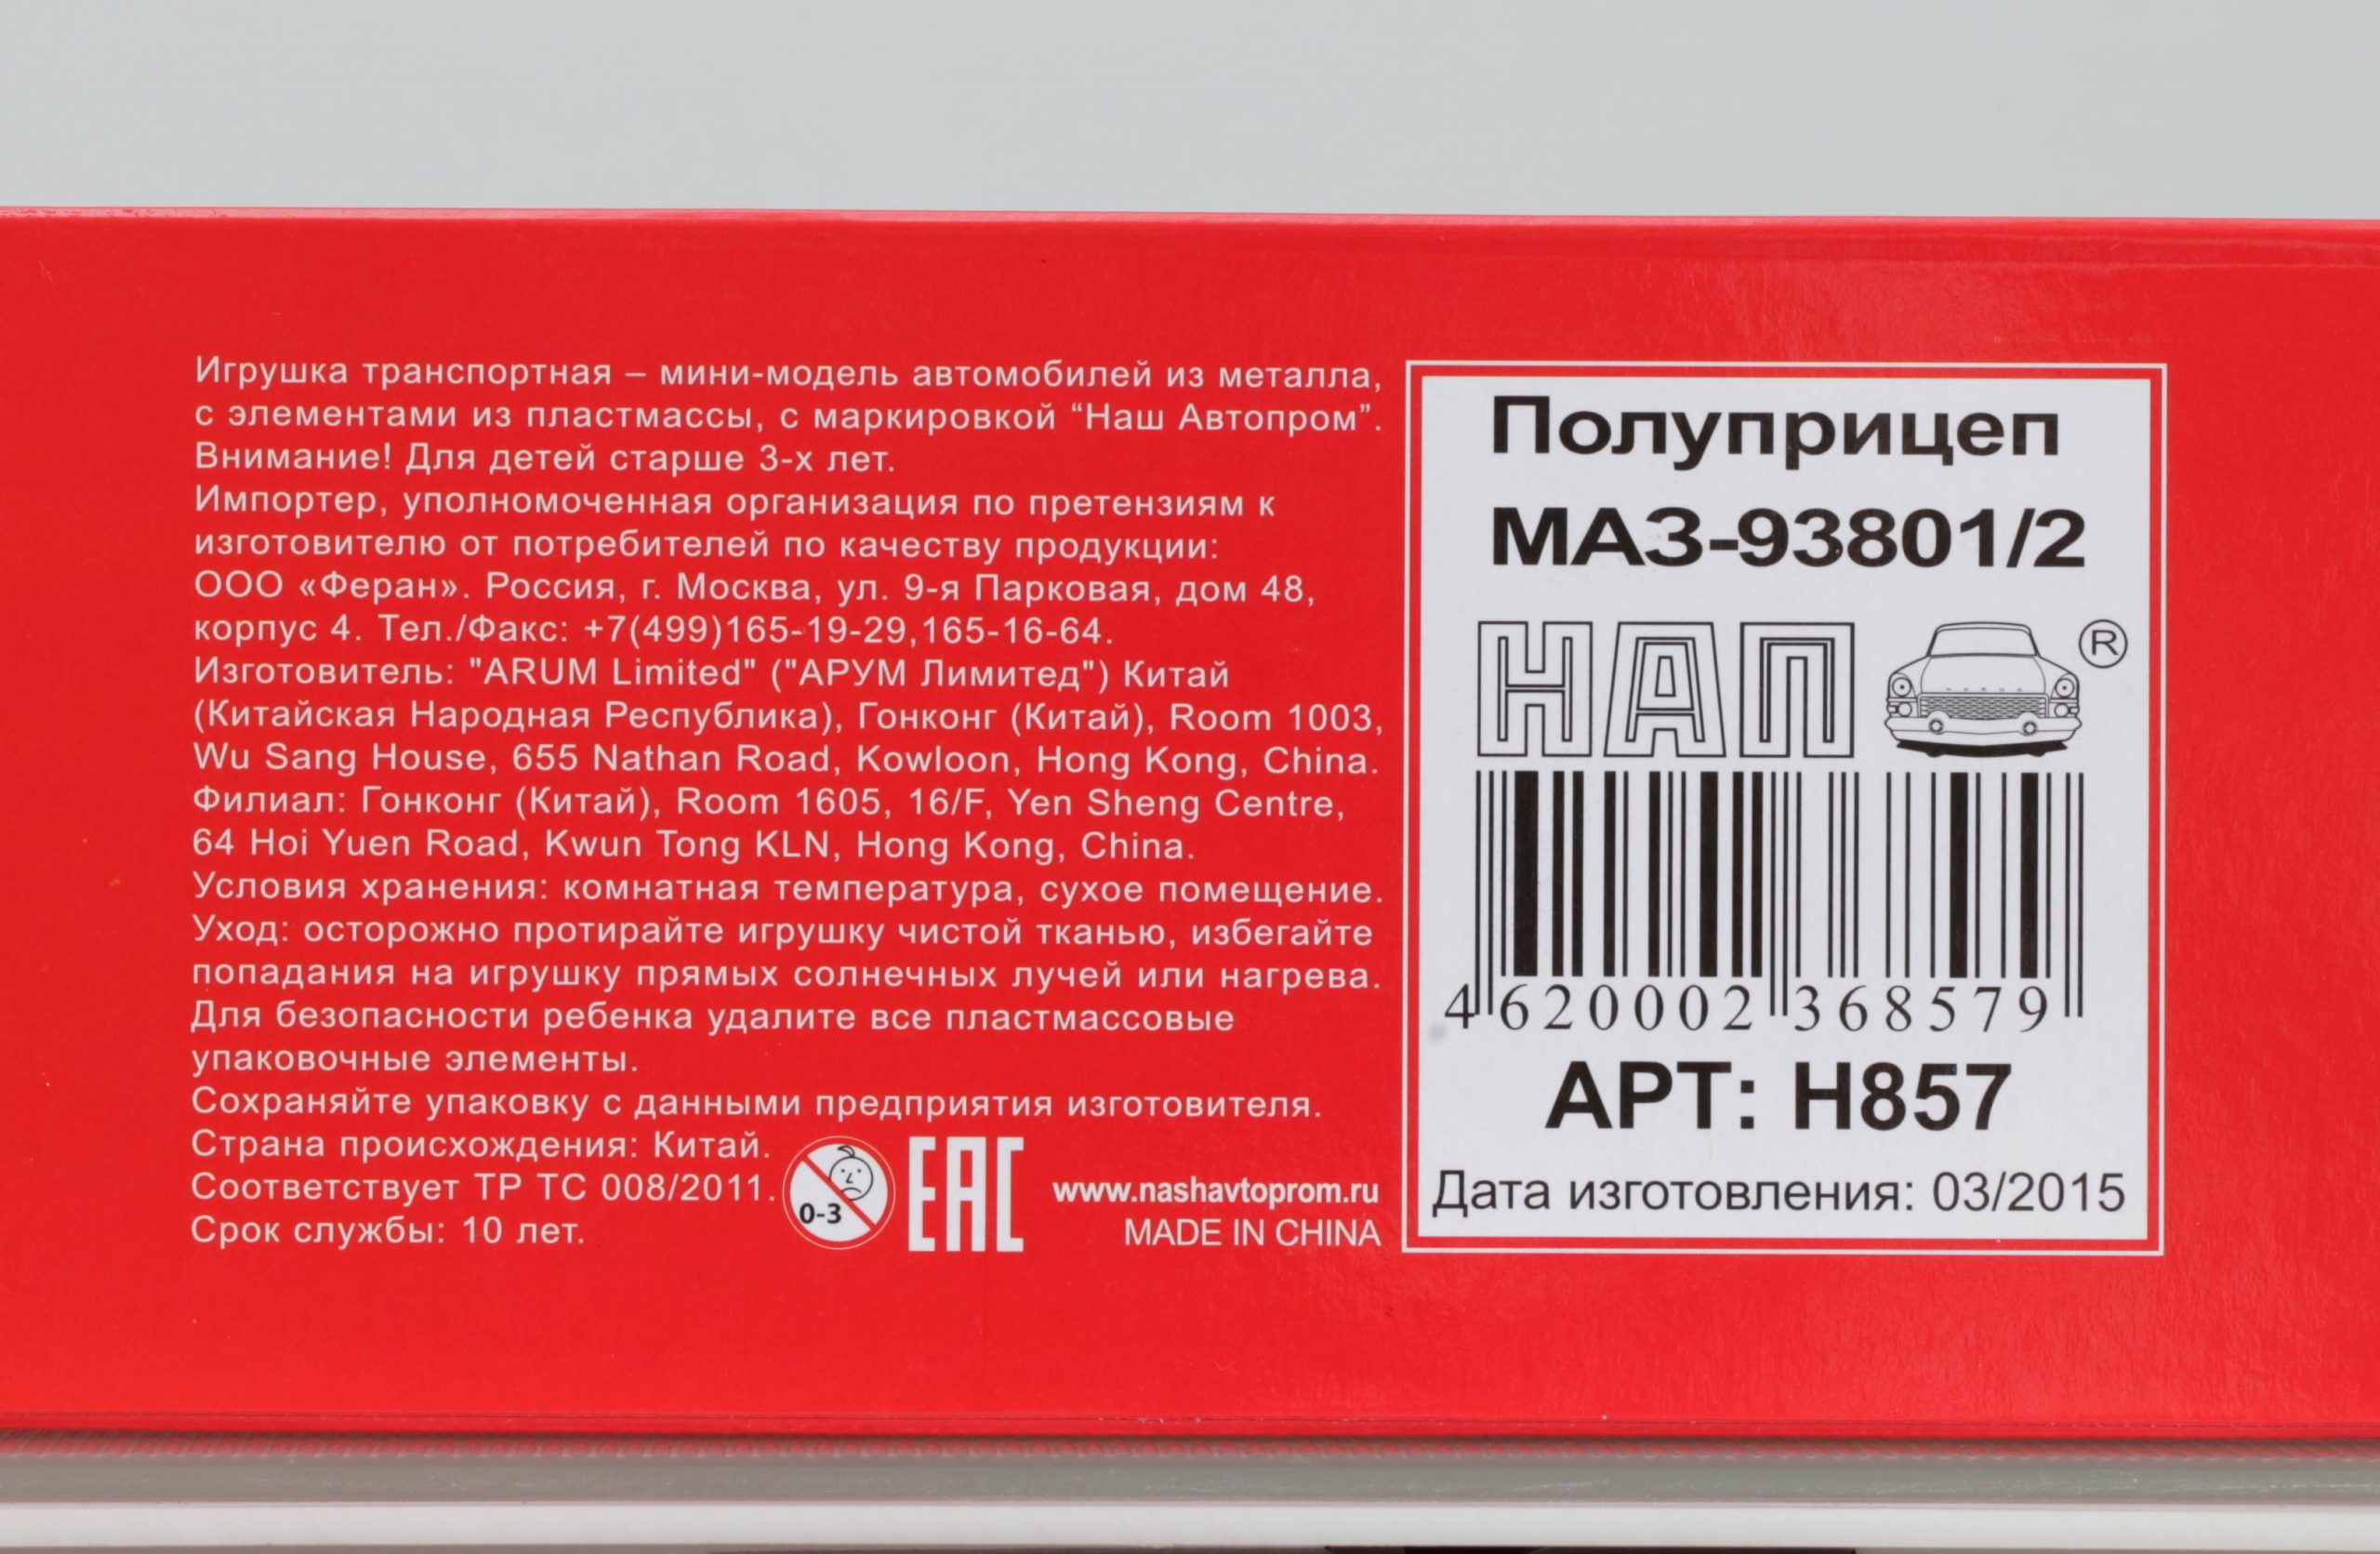 Игрушка транспортная – мини-модель автомобилей из металла,
с элементами из пластмассы, с маркировкой “Наш Автопром”.
Внимание! Для детей старше 3-х лет.
Импортер, уполномоченная организация по претензиям к
изготовителю от потребителей по качеству продукции:
ООО «Феран». Россия, г. Москва, ул. 9-я Парковая, дом 48,
корпус 4. Тел./Факс: +7(499)165-19-29,165-16-64.
Изготовитель: "ARUM Limited" ("АРУМ Лимитед") Китай
(Китайская Народная Республика), Гонконг (Китай), Room 1003,
Wu Sang House, 655 Nathan Road, Kowloon, Hong Kong, China.
Филиал: Гонконг (Китай), Room 1605, 16/F, Yen Sheng Centre,
64 Hoi Yuen Road, Kwun Tong KLN, Hong Kong, China.
Условия хранения: комнатная температура, сухое помещение.
Уход: осторожно протирайте игрушку чистой тканью, избегайте
попадания на игрушку прямых солнечных лучей или нагрева.
Для безопасности ребенка удалите все пластмассовые
упаковочные элементы.
Сохраняйте упаковку с данными предприятия изготовителя.
Страна происхождения: Китай.
Соответствует ТР ТС 008/2011.
Срок службы: 10 лет.
0-3
EAC
www.nashavtoprom.ru
MADE IN CHINA
Полуприцеп
МАЗ-93801/2
НАП ®
4 620002 368579
АРТ: H857
Дата изготовления: 03/2015